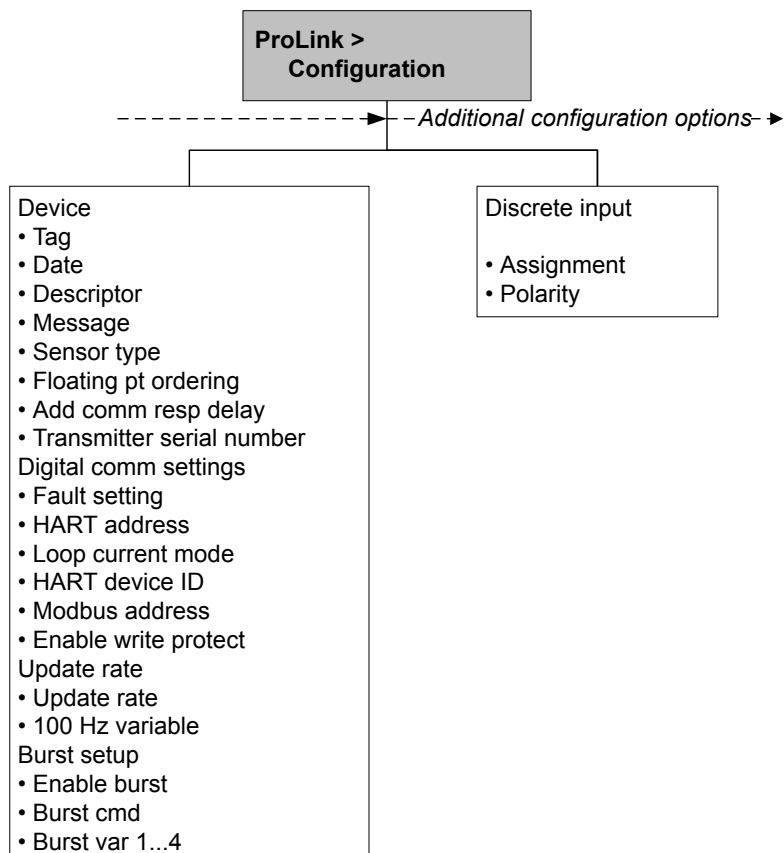 ProLink >
Configuration
Additional configuration options
Device
• Tag
• Date
• Descriptor
• Message
• Sensor type
• Floating pt ordering
• Add comm resp delay
• Transmitter serial number
Digital comm settings
• Fault setting
• HART address
• Loop current mode
• HART device ID
• Modbus address
• Enable write protect
Update rate
• Update rate
• 100 Hz variable
Burst setup
• Enable burst
• Burst cmd
• Burst var 1...4
Discrete input
• Assignment
• Polarity